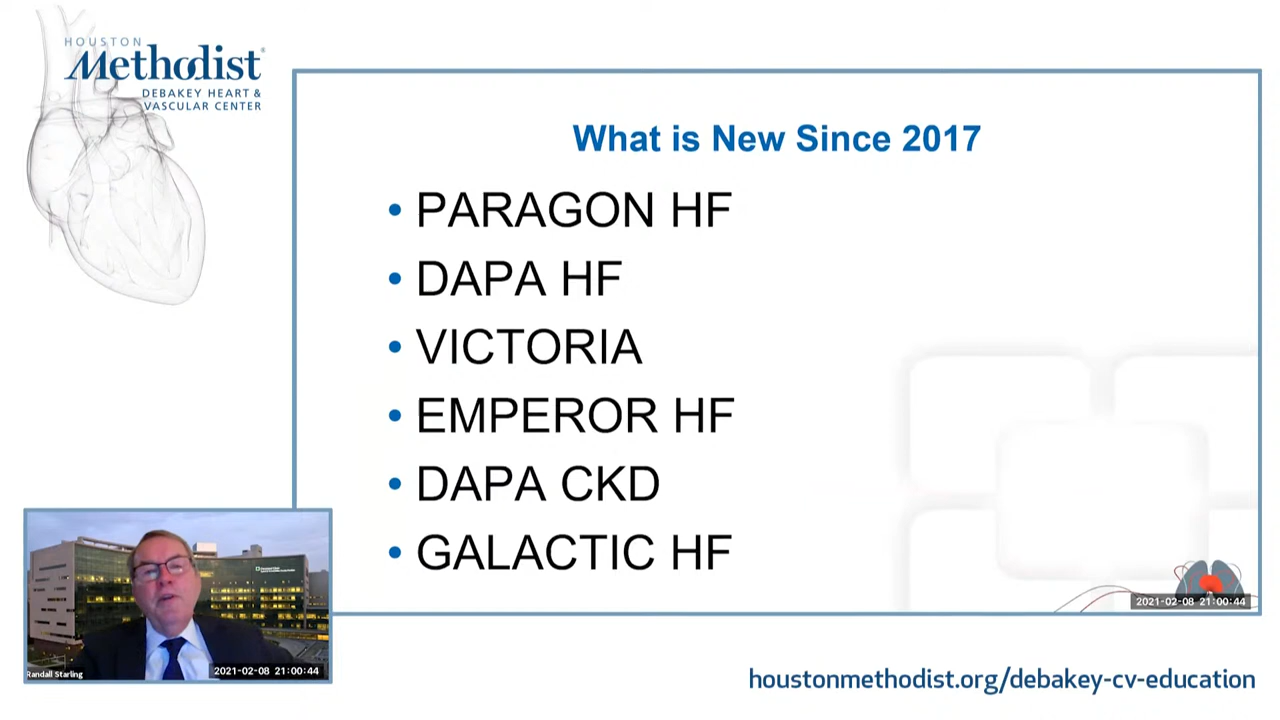 HOUSTON
Methodist
DEBAKEY HEART &
VASCULAR CENTER
What is New Since 2017
• PARAGON HF
• DAPA HF
• VICTORIA
• EMPEROR HF
• DAPA CKD
• GALACTIC HF
2021-02-08 21:00:44
2021-02-08 21:00:44
Randall Starling
houstonmethodist.org/debakey-cv-education